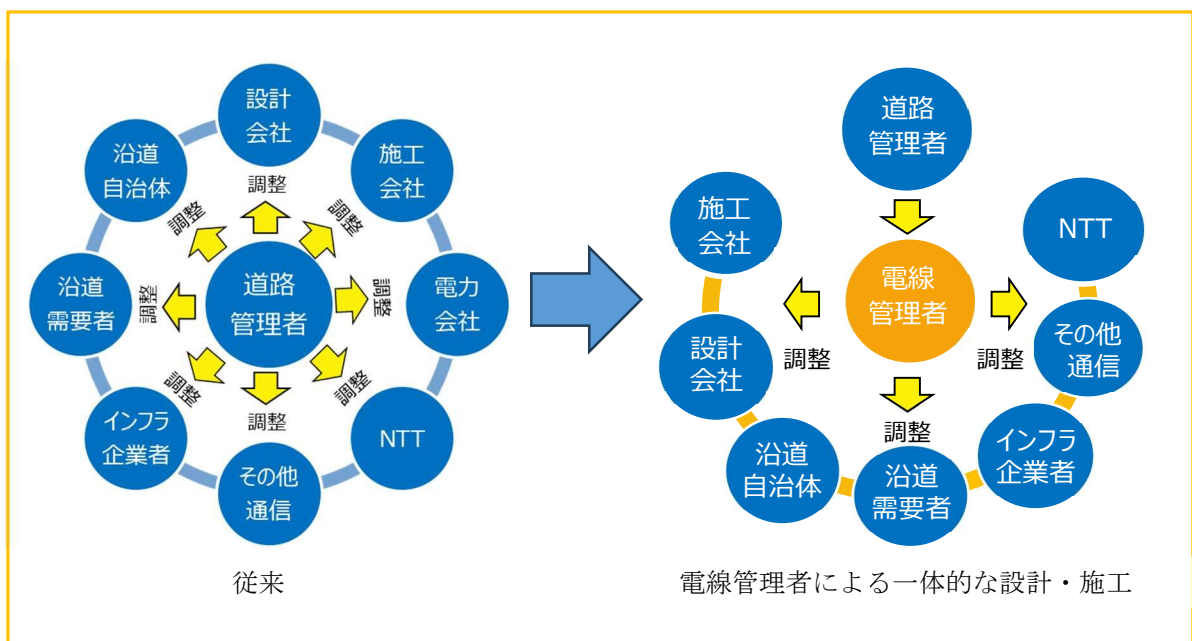 設計
会社
施工
会社
電力
会社
NTT
その他
通信
インフラ
企業者
沿道
需要者
沿道
自治体
道路
管理者
調整
調整
調整
調整
調整
調整
調整
調整
従来
道路
管理者
電線
管理者
調整
調整
調整
施工
会社
設計
会社
沿道
自治体
沿道
需要者
インフラ
企業者
その他
通信
NTT
電線管理者による一体的な設計・施工